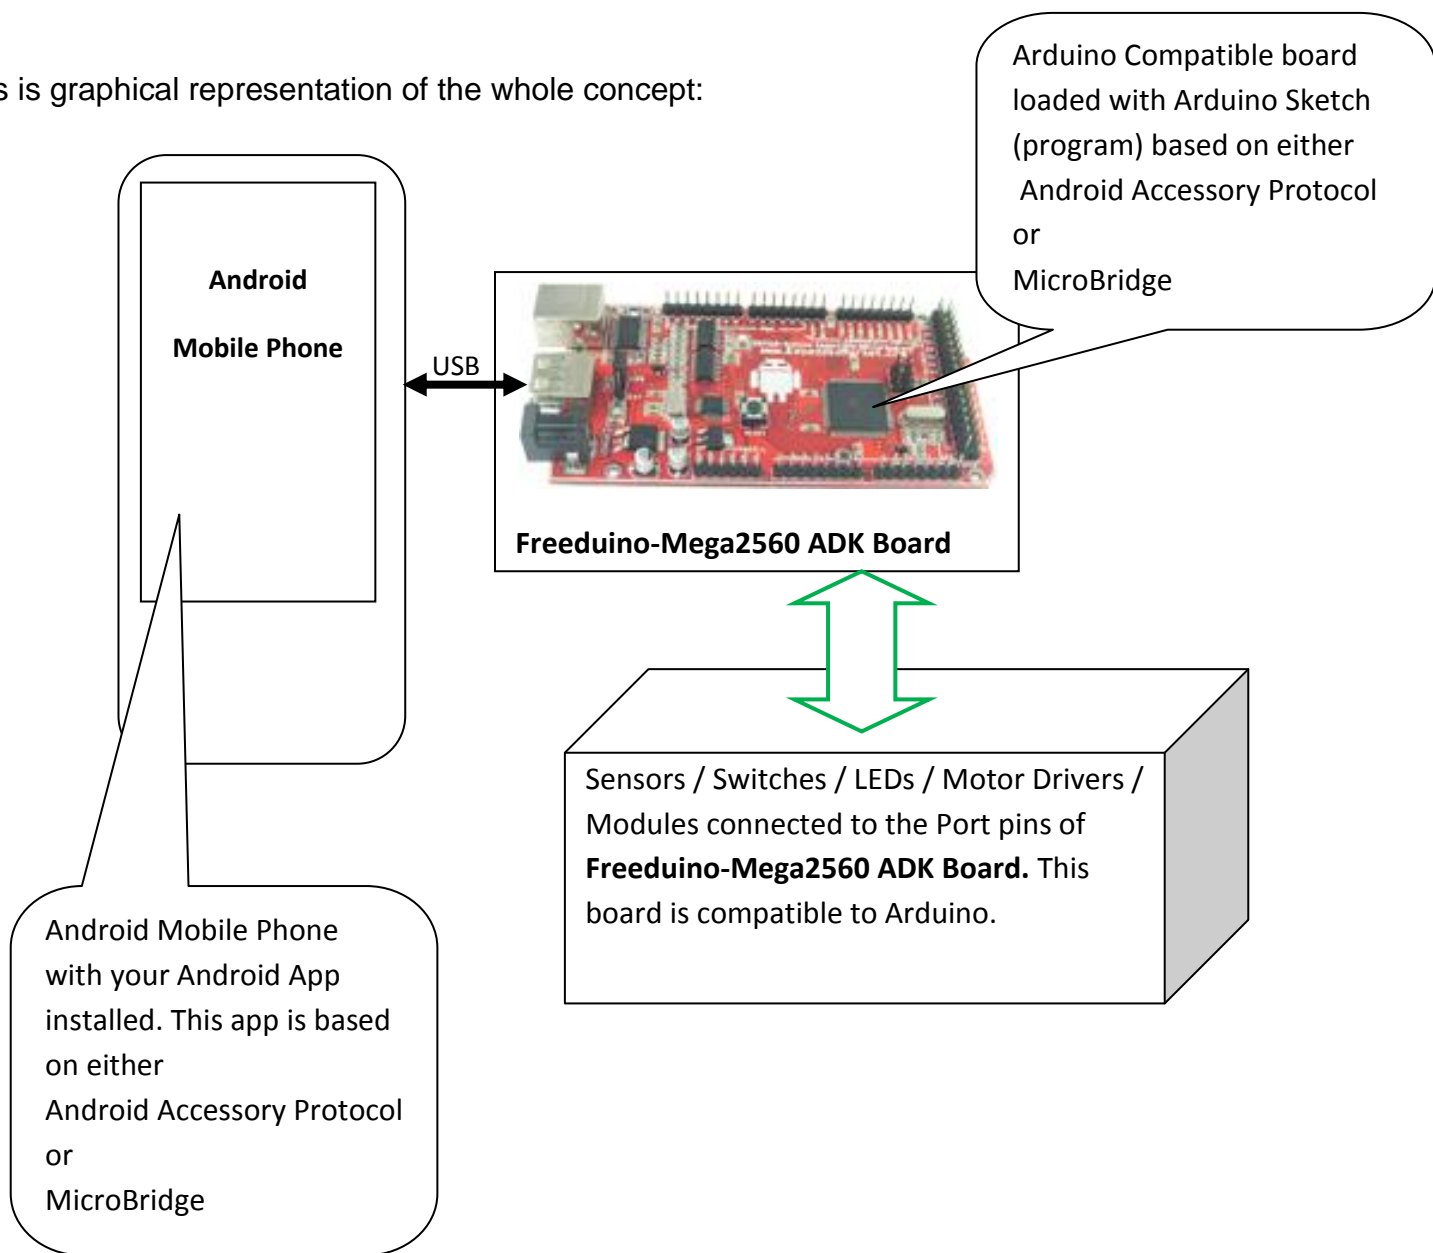 s is graphical representation of the whole concept:
Arduino Compatible board
loaded with Arduino Sketch
(program) based on either
Android Accessory Protocol
or
MicroBridge
Android
Mobile Phone
USB
Freeduino-Mega2560 ADK Board
Sensors / Switches / LEDs / Motor Drivers /
Modules connected to the Port pins of
Freeduino-Mega2560 ADK Board. This
board is compatible to Arduino.
Android Mobile Phone
with your Android App
installed. This app is based
on either
Android Accessory Protocol
or
MicroBridge